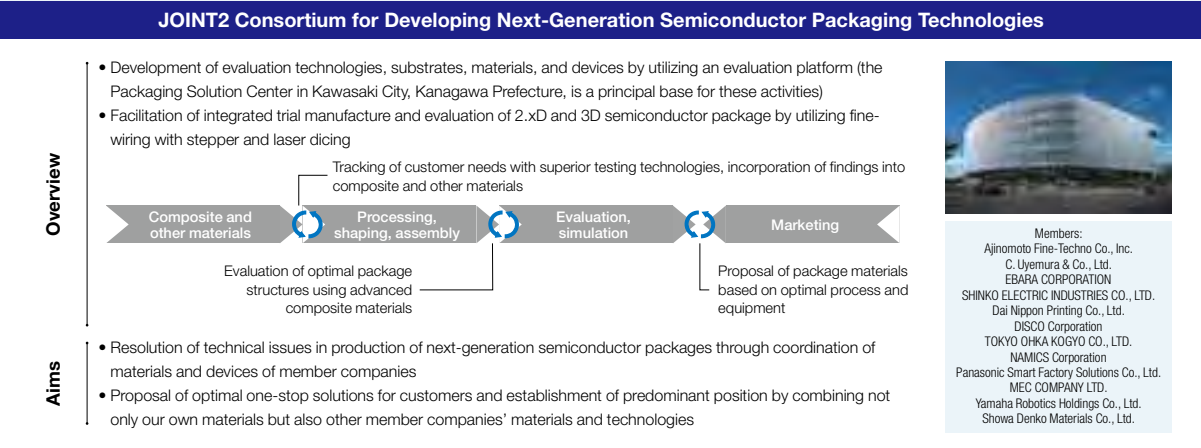 JOINT2 Consortium for Developing Next-Generation Semiconductor Packaging Technologies
Overview
• Development of evaluation technologies, substrates, materials, and devices by utilizing an evaluation platform (the
Packaging Solution Center in Kawasaki City, Kanagawa Prefecture, is a principal base for these activities)
• Facilitation of integrated trial manufacture and evaluation of 2.xD and 3D semiconductor package by utilizing fine-
wiring with stepper and laser dicing
Tracking of customer needs with superior testing technologies, incorporation of findings into
composite and other materials
Composite and
other materials
Processing,
shaping, assembly
Evaluation,
simulation
Marketing
Evaluation of optimal package
structures using advanced
composite materials
Proposal of package materials
based on optimal process and
equipment
Aims
• Resolution of technical issues in production of next-generation semiconductor packages through coordination of
materials and devices of member companies
• Proposal of optimal one-stop solutions for customers and establishment of predominant position by combining not
only our own materials but also other member companies’ materials and technologies
Members:
Ajinomoto Fine-Techno Co., Inc.
C. Uyemura & Co., Ltd.
EBARA CORPORATION
SHINKO ELECTRIC INDUSTRIES CO., LTD.
Dai Nippon Printing Co., Ltd.
DISCO Corporation
TOKYO OHKA KOGYO CO., LTD.
NAMICS Corporation
Panasonic Smart Factory Solutions Co., Ltd.
MEC COMPANY LTD.
Yamaha Robotics Holdings Co., Ltd.
Showa Denko Materials Co., Ltd.